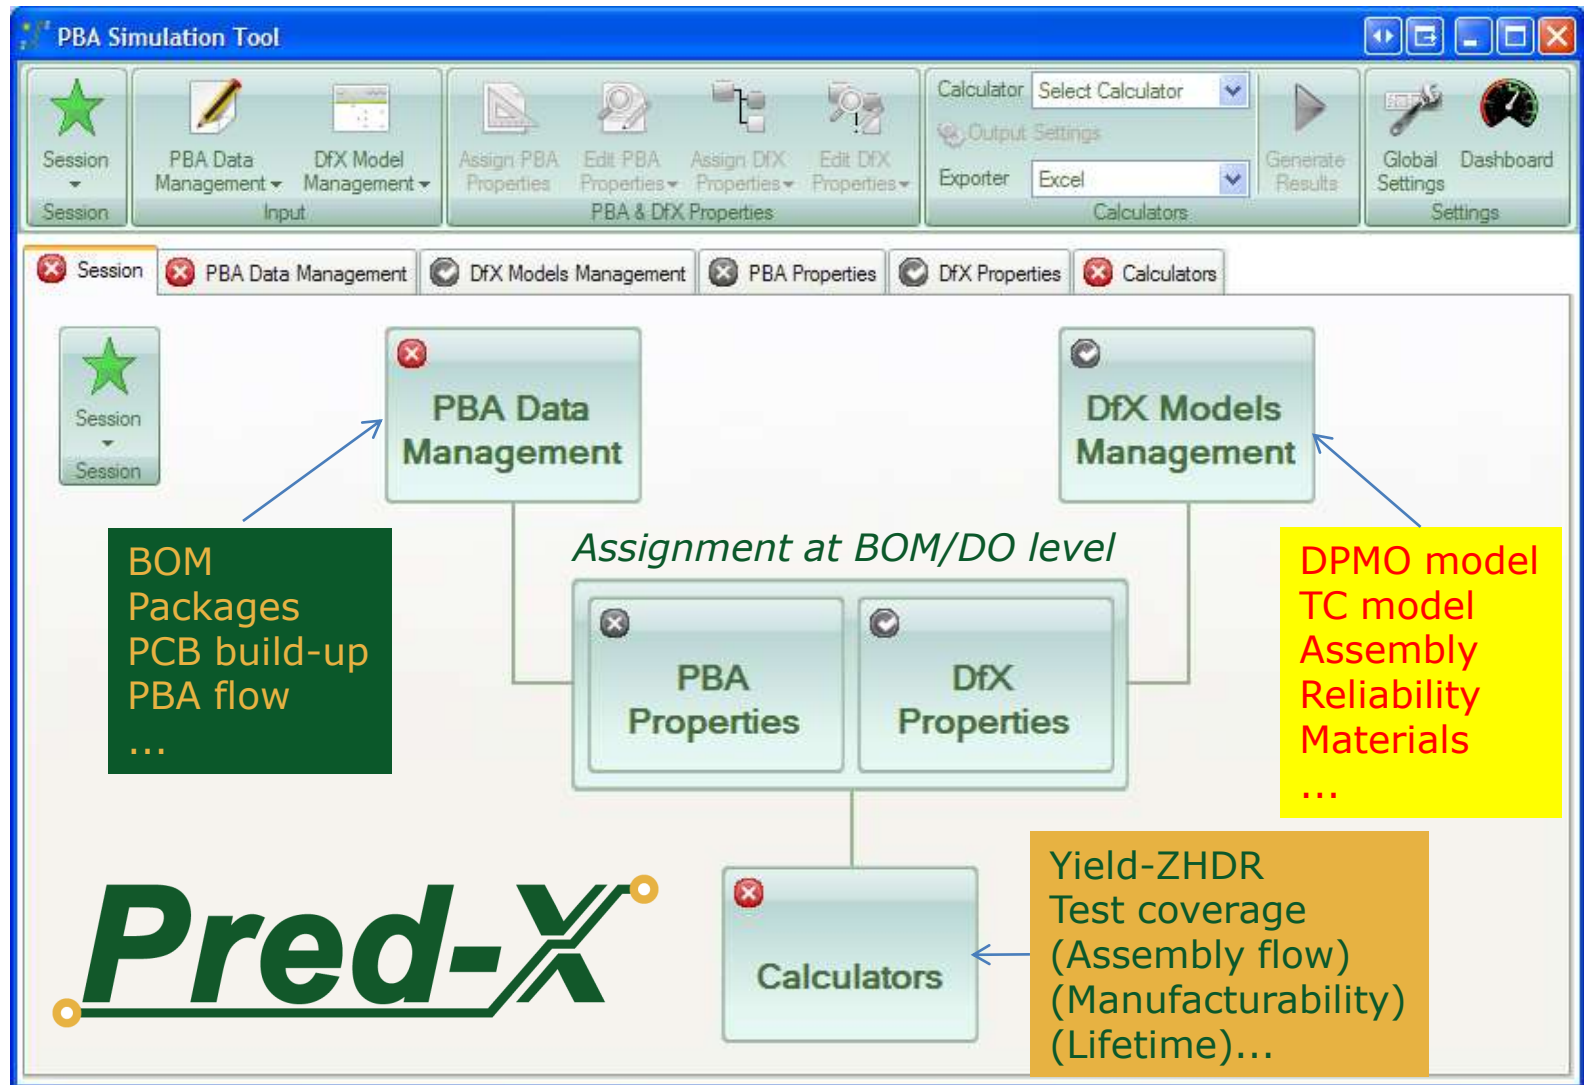 PBA Simulation Tool
Session
PBA Data
Management
DfX Model
Management
Assign PBA
Properties
Edit PBA
Properties
Assign DfX
Properties
Edit DfX
Properties
Calculator
Select Calculator
Output Settings
Exporter
Excel
Generate
Results
Global
Settings
Dashboard
Session
Input
PBA & DfX Properties
Calculators
Settings
Session
PBA Data Management
DfX Models Management
PBA Properties
DfX Properties
Calculators
Session
Session
PBA Data
Management
DfX Models
Management
BOM
Packages
PCB build-up
PBA flow
...
Assignment at BOM/DO level
DPMO model
TC model
Assembly
Reliability
Materials
...
PBA
Properties
DfX
Properties
Pred-X
Calculators
Yield-ZHDR
Test coverage
(Assembly flow)
(Manufacturability)
(Lifetime)...